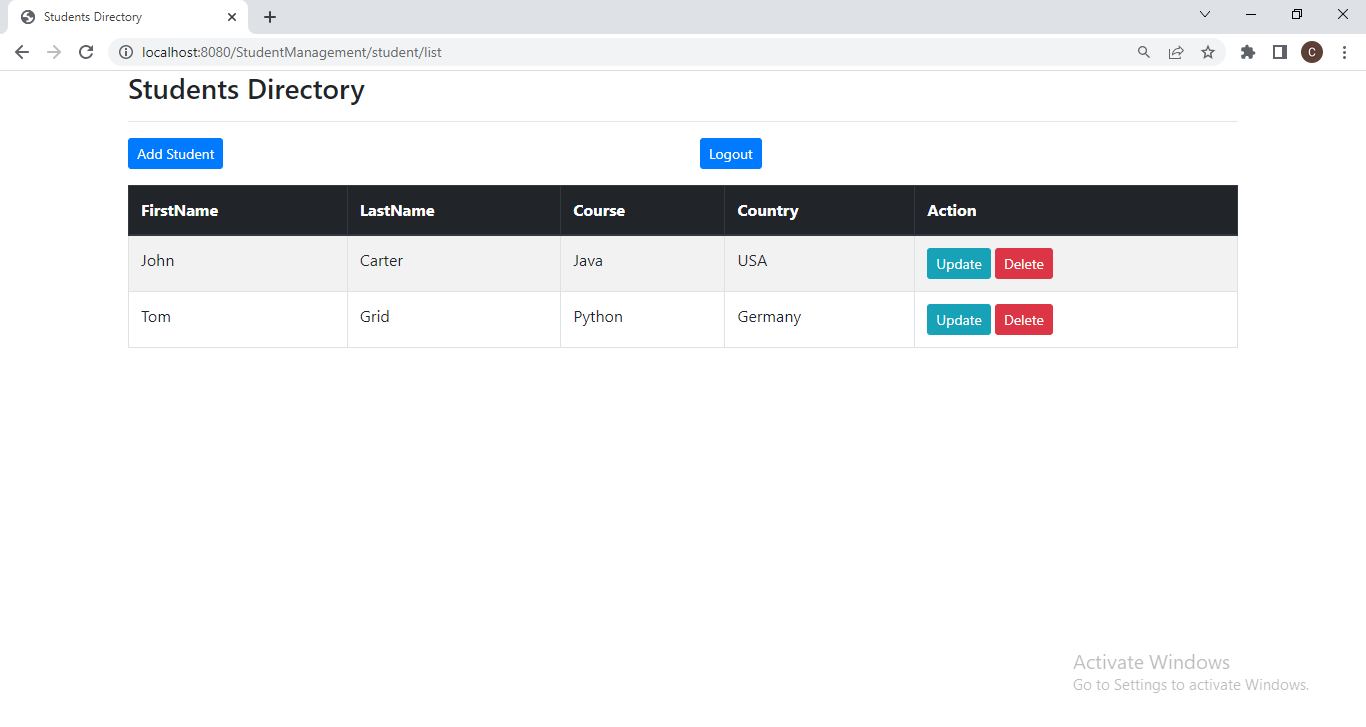 Students Directory
localhost:8080/StudentManagement/student/list
C
Students Directory
Add Student Logout
FirstName LastName Course Country Action
John Carter Java USA Update Delete
Tom Grid Python Germany Update Delete
Activate Windows
Go to Settings to activate Windows.